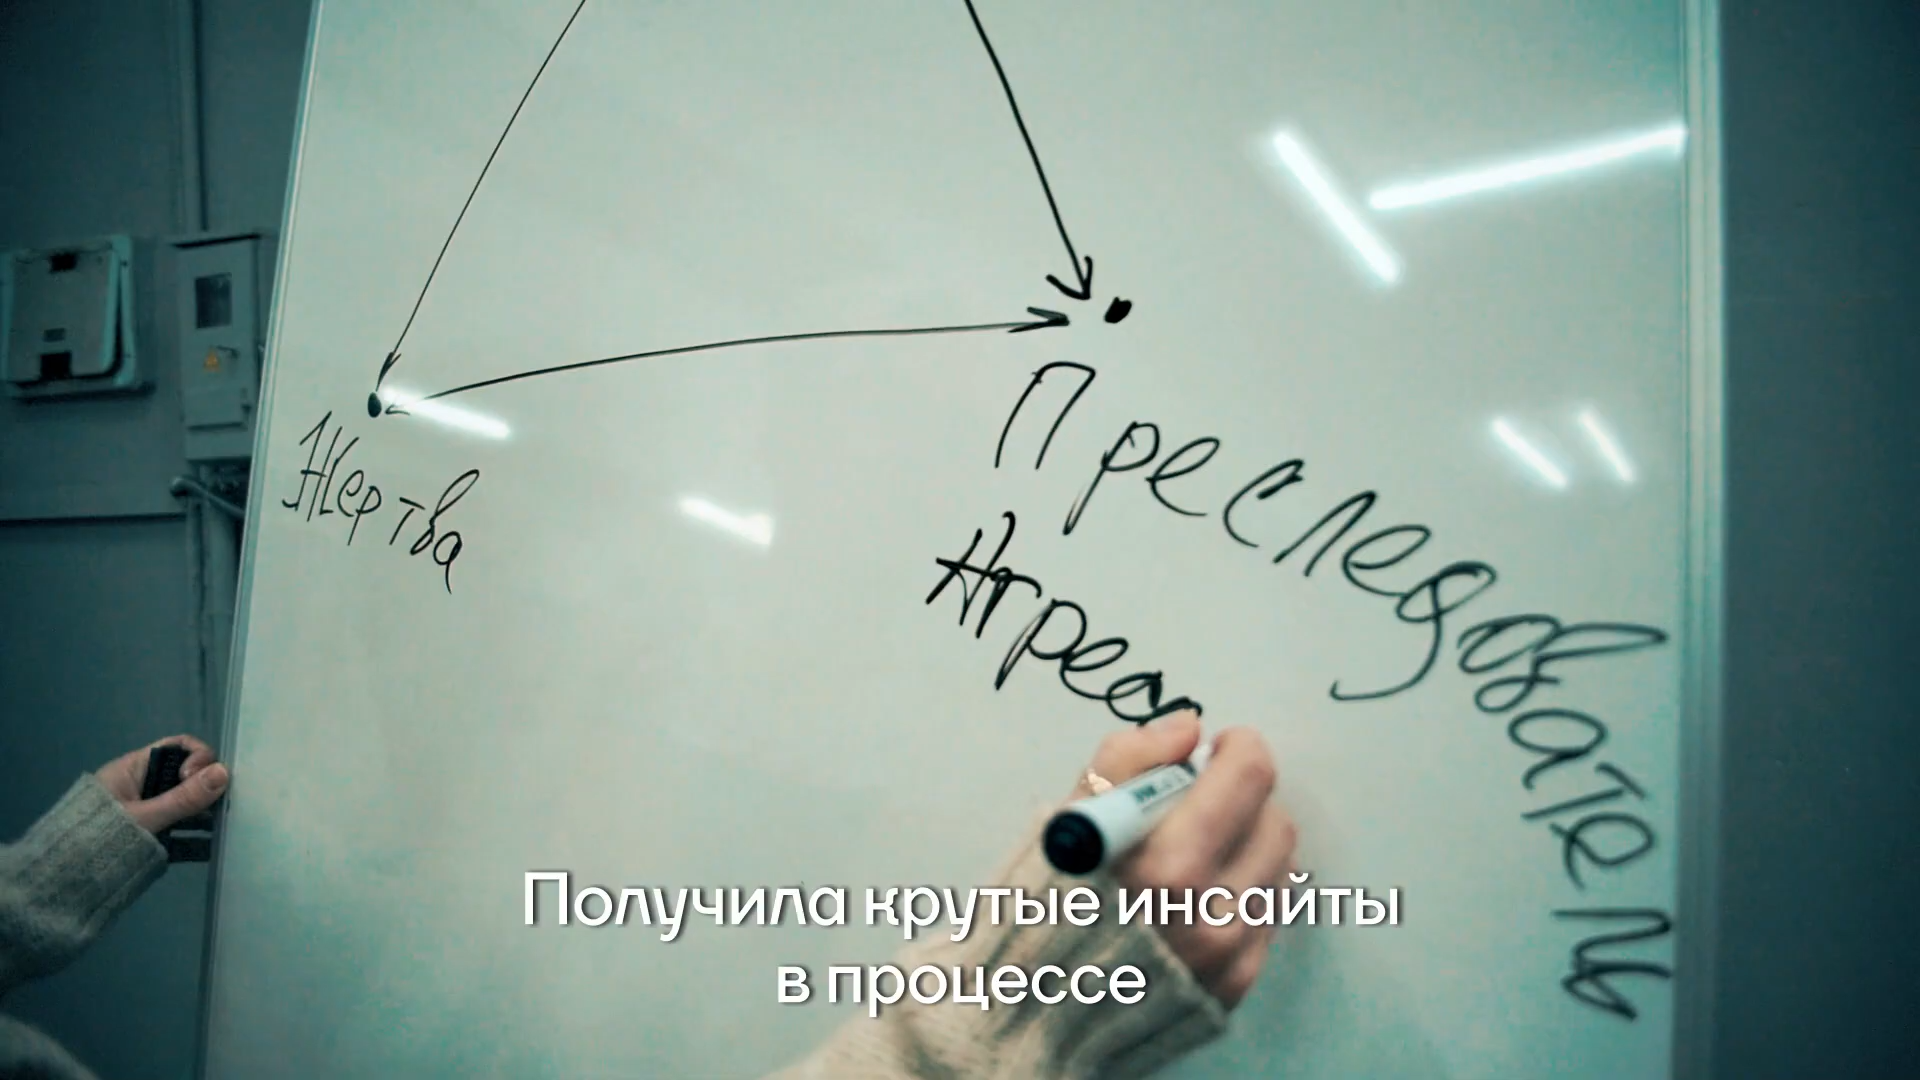 Жертва
Преследователь
Агрес
Получила крутые инсайты
в процессе